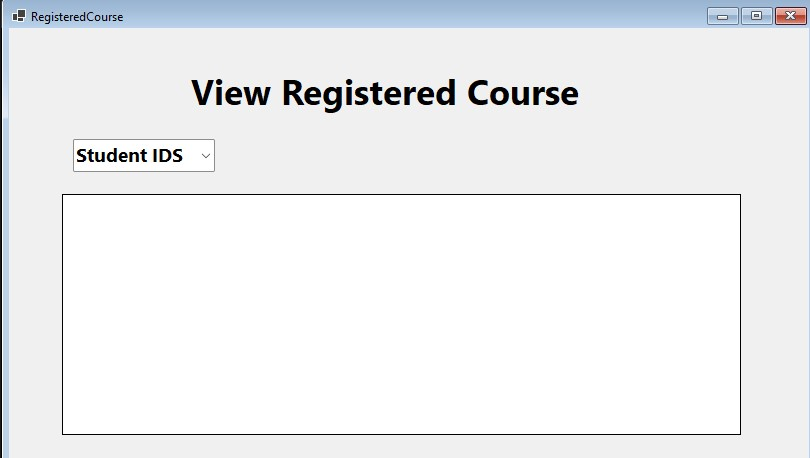 RegisteredCourse
View Registered Course
Student IDS